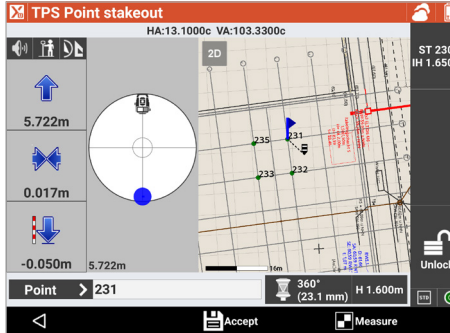 TPS Point stakeout
HA:13.1000c VA:103.3300c
2D
ST 230
IH 1.650
5.722m
231
235
0.017m
233
232
-0.050m
5.722m
16m
Unlock
Point
231
360°
(23.1 mm)
H 1.600m
STD
Accept
Measure